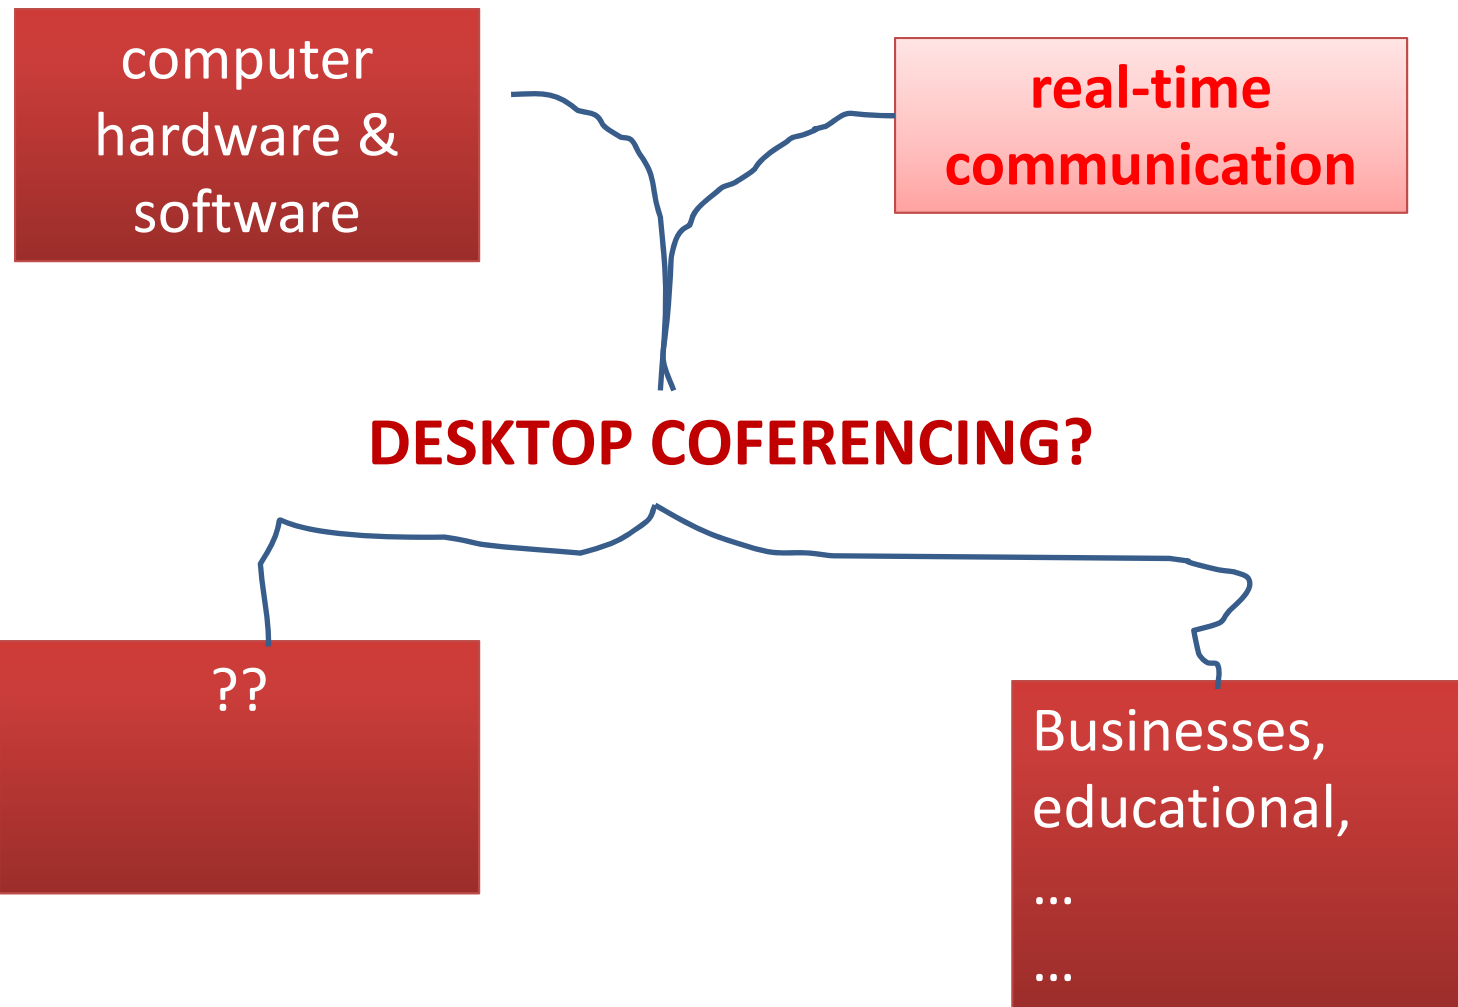 computer
hardware &
software
real-time
communication
DESKTOP COFERENCING?
??
Businesses,
educational,
...
...